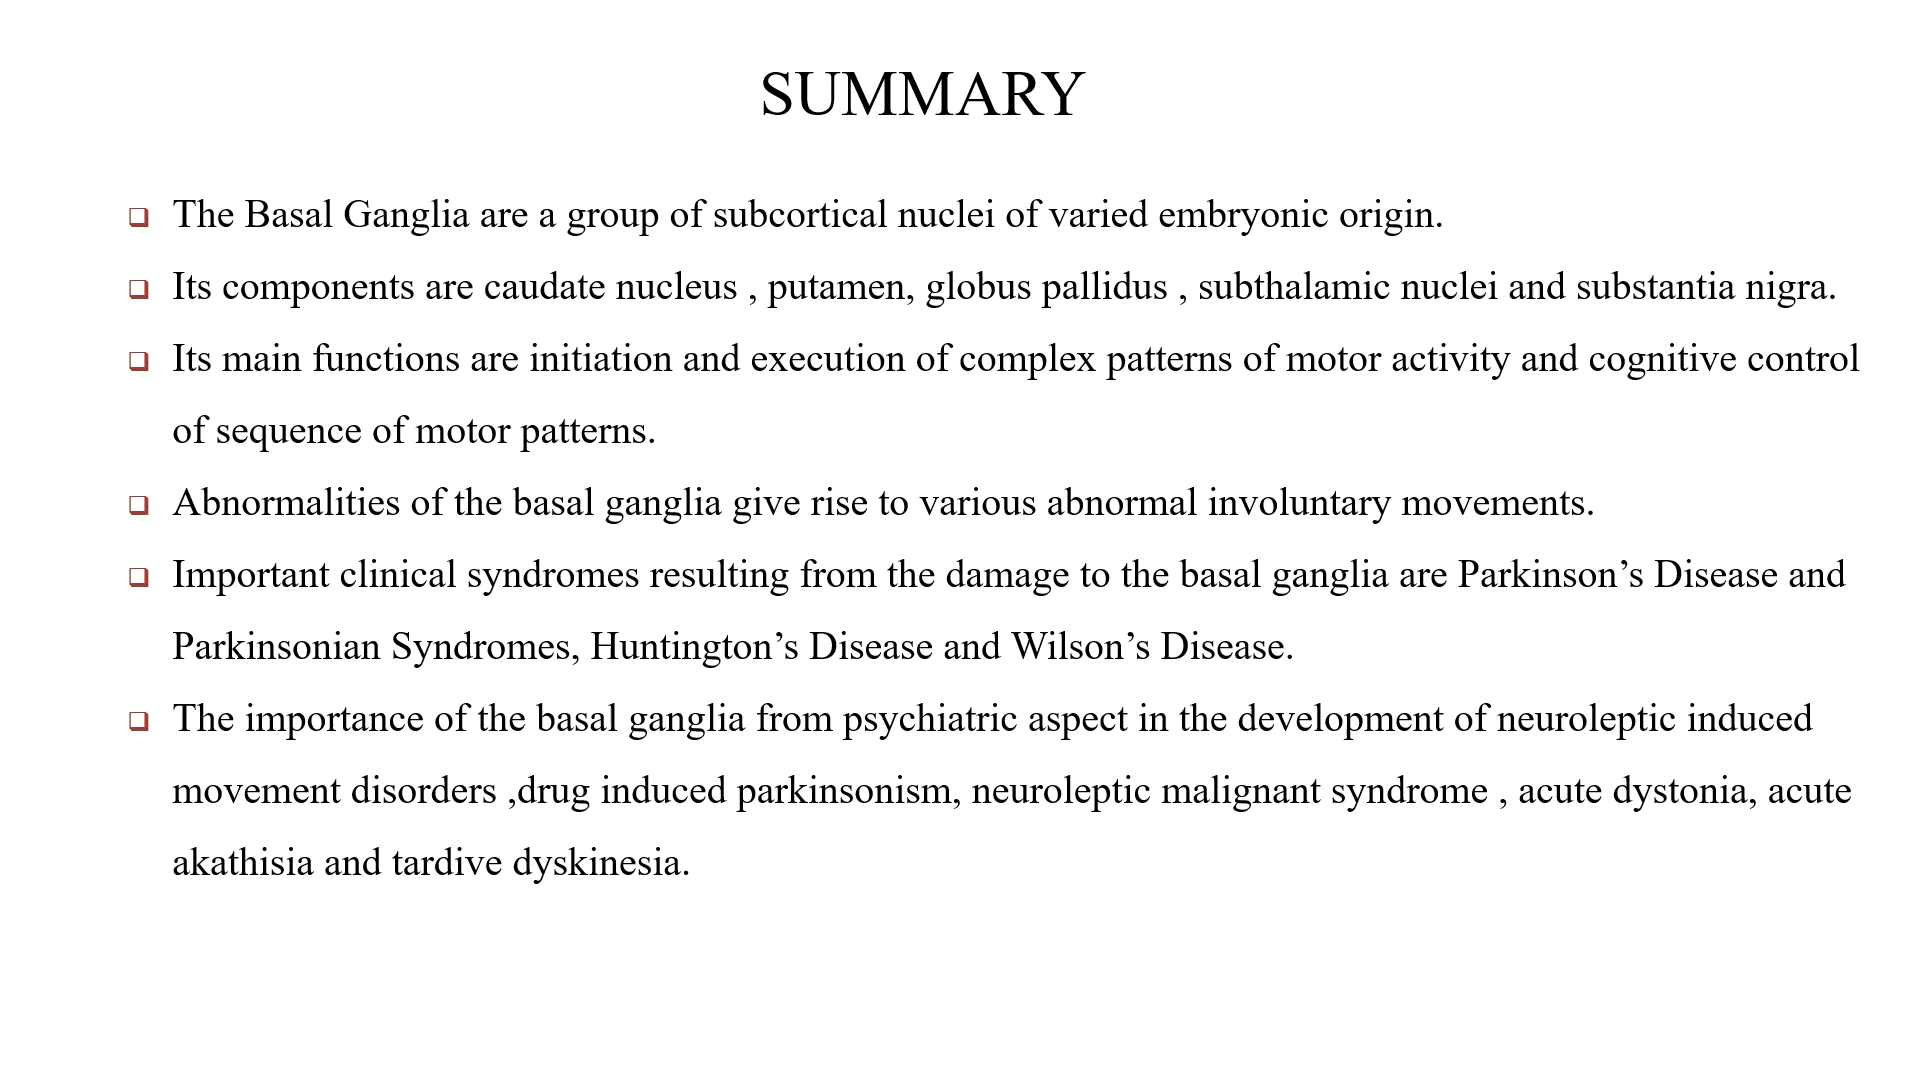 SUMMARY
❑ The Basal Ganglia are a group of subcortical nuclei of varied embryonic origin.
❑ Its components are caudate nucleus , putamen, globus pallidus , subthalamic nuclei and substantia nigra.
❑ Its main functions are initiation and execution of complex patterns of motor activity and cognitive control
of sequence of motor patterns.
❑ Abnormalities of the basal ganglia give rise to various abnormal involuntary movements.
❑ Important clinical syndromes resulting from the damage to the basal ganglia are Parkinson’s Disease and
Parkinsonian Syndromes, Huntington’s Disease and Wilson’s Disease.
❑ The importance of the basal ganglia from psychiatric aspect in the development of neuroleptic induced
movement disorders ,drug induced parkinsonism, neuroleptic malignant syndrome , acute dystonia, acute
akathisia and tardive dyskinesia.